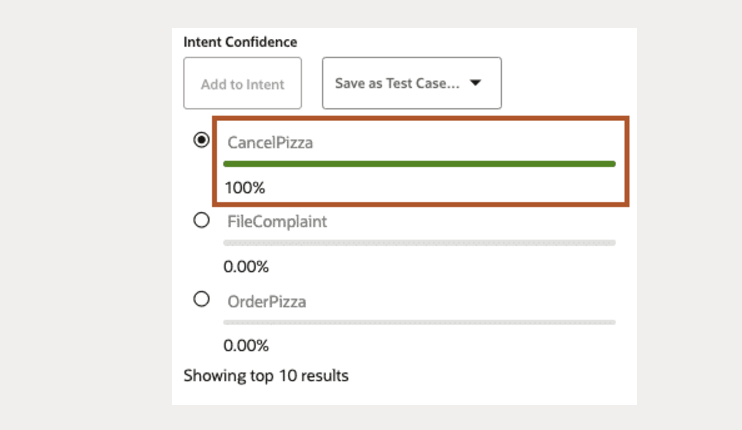 Intent Confidence
Add to Intent
Save as Test Case...
CancelPizza
100%
FileComplaint
0.00%
OrderPizza
0.00%
Showing top 10 results